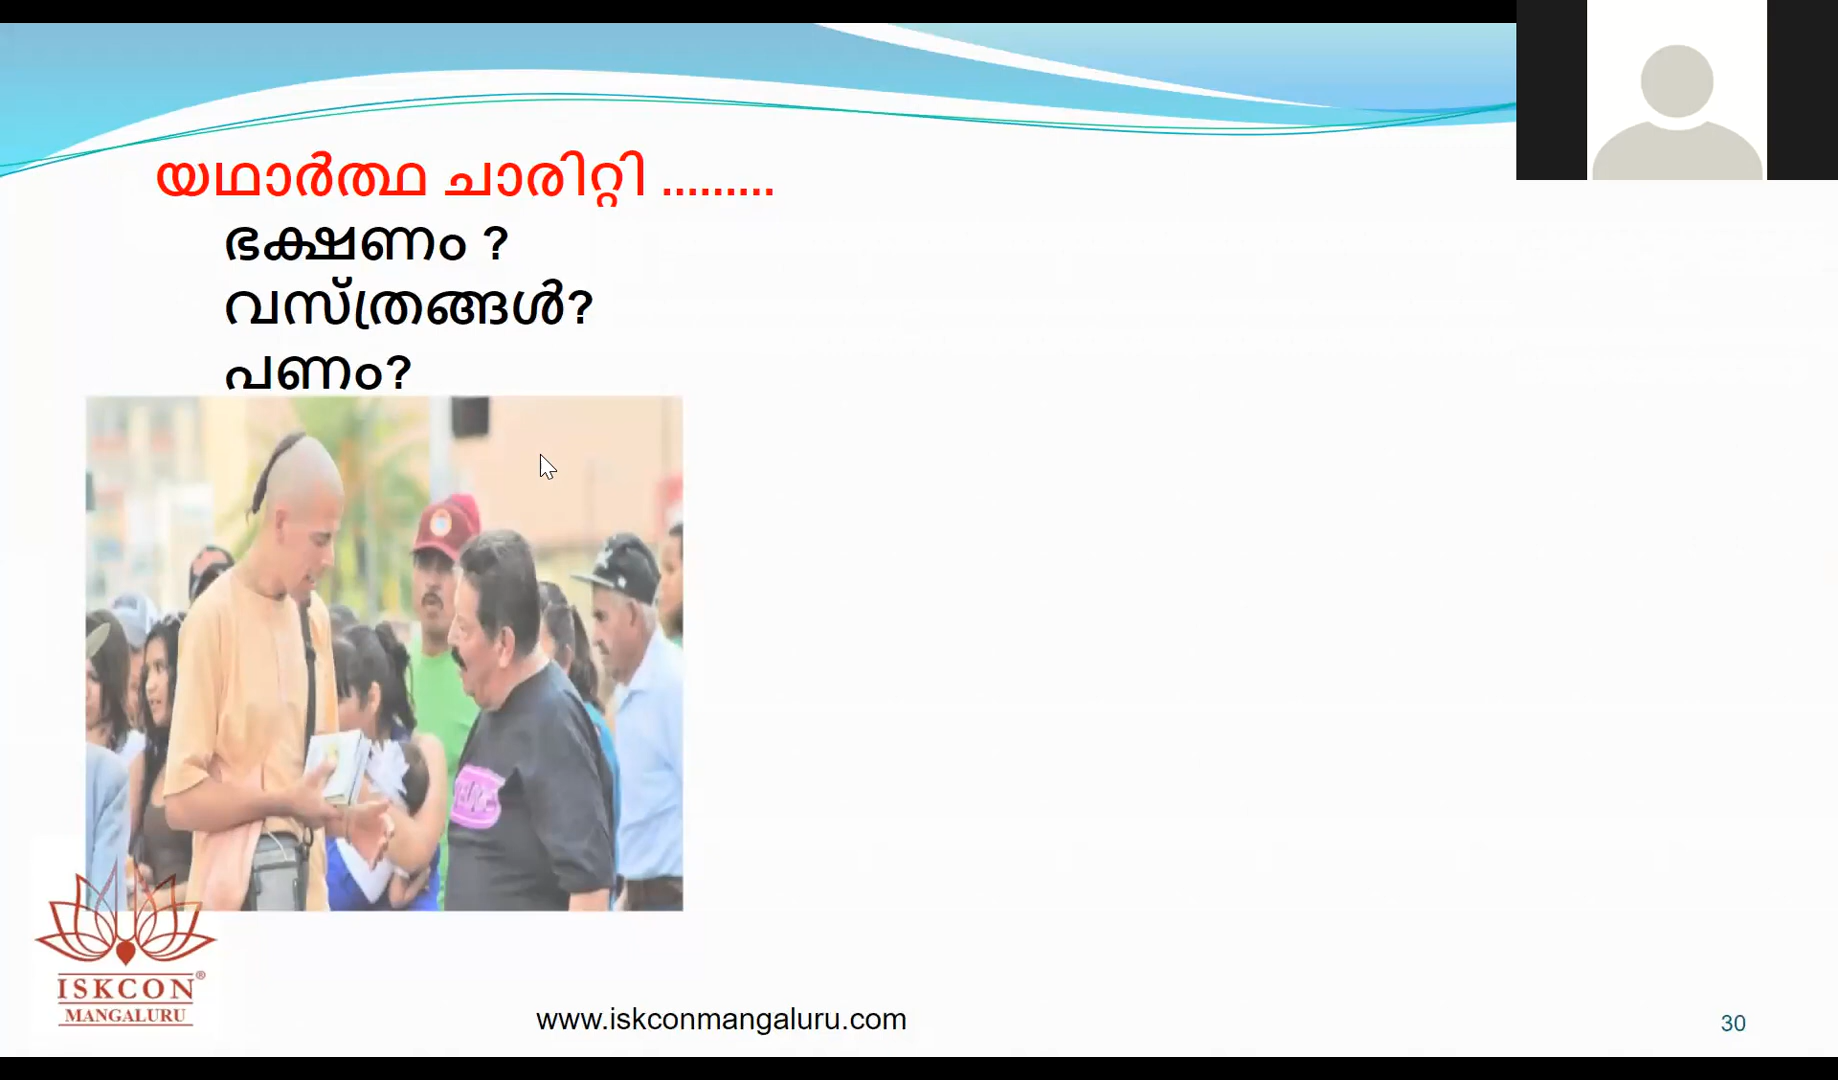 യഥാർത്ഥ ചാരിറ്റി .........
ഭക്ഷണം ?
വസ്ത്രങ്ങൾ?
പണം?
ISKCON®
MANGALURU
www.iskconmangaluru.com
30